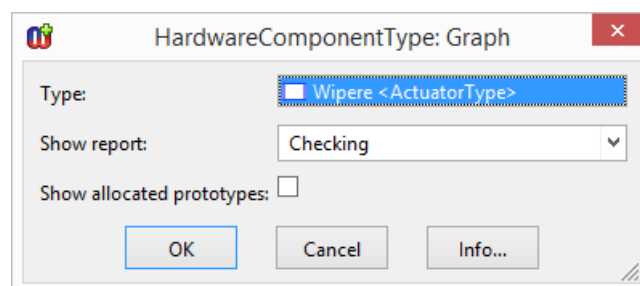 HardwareComponentType: Graph
Type: Wipere <ActuatorType>
Show report: Checking
Show allocated prototypes:
OK Cancel Info...